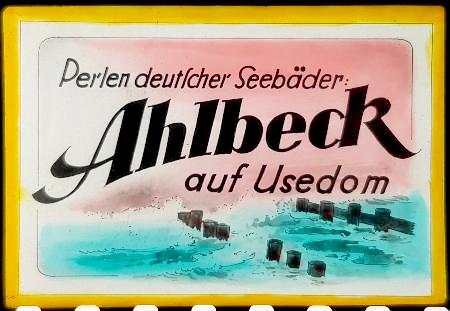 Perlen deutſcher Seebäder:
Ahlbeck
auf Usedom